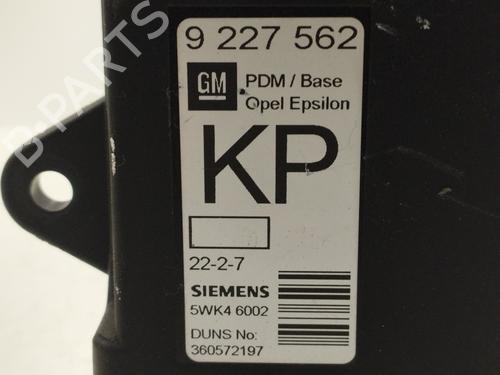 9 227 562
GM
PDM / Base
Opel Epsilon
KP
22-2-7
SIEMENS
5WK4 6002
DUNS No:
360572197
B-PARTS